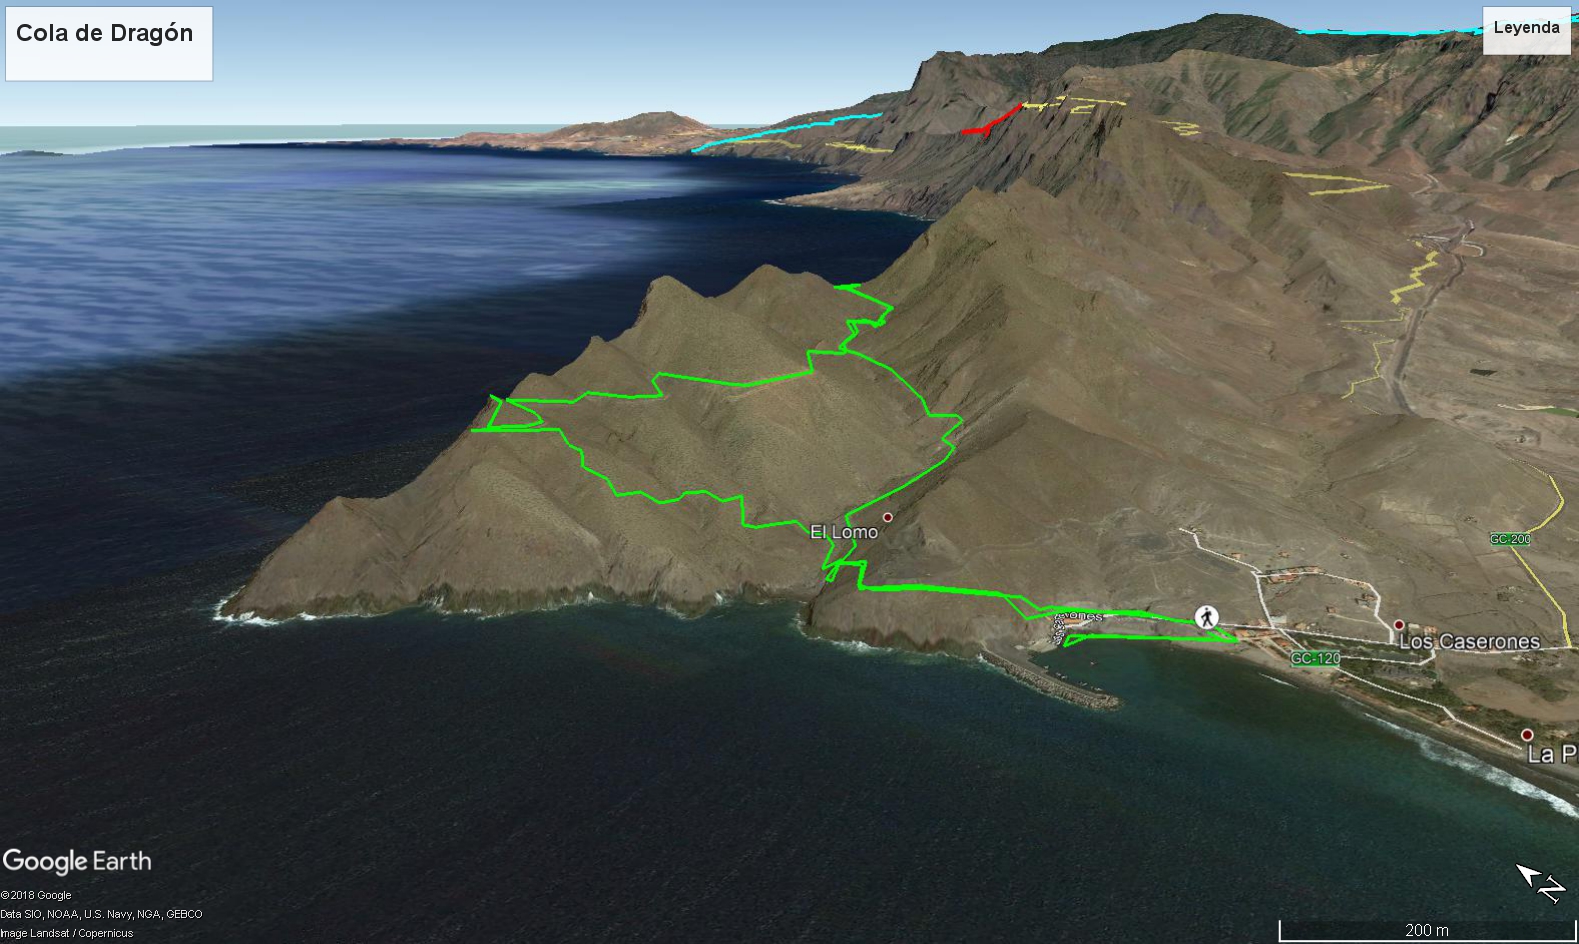 Cola de Dragón
Leyenda
El Lomo
GC-200
Los Caserones
GC-120
La P
Google Earth
©2018 Google
Data SIO, NOAA, U.S. Navy, NGA, GEBCO
Image Landsat / Copernicus
N
200 m